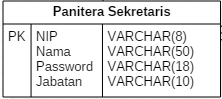 Panitera Sekretaris
PK NIP VARCHAR(8)
Nama VARCHAR(50)
Password VARCHAR(18)
Jabatan VARCHAR(10)